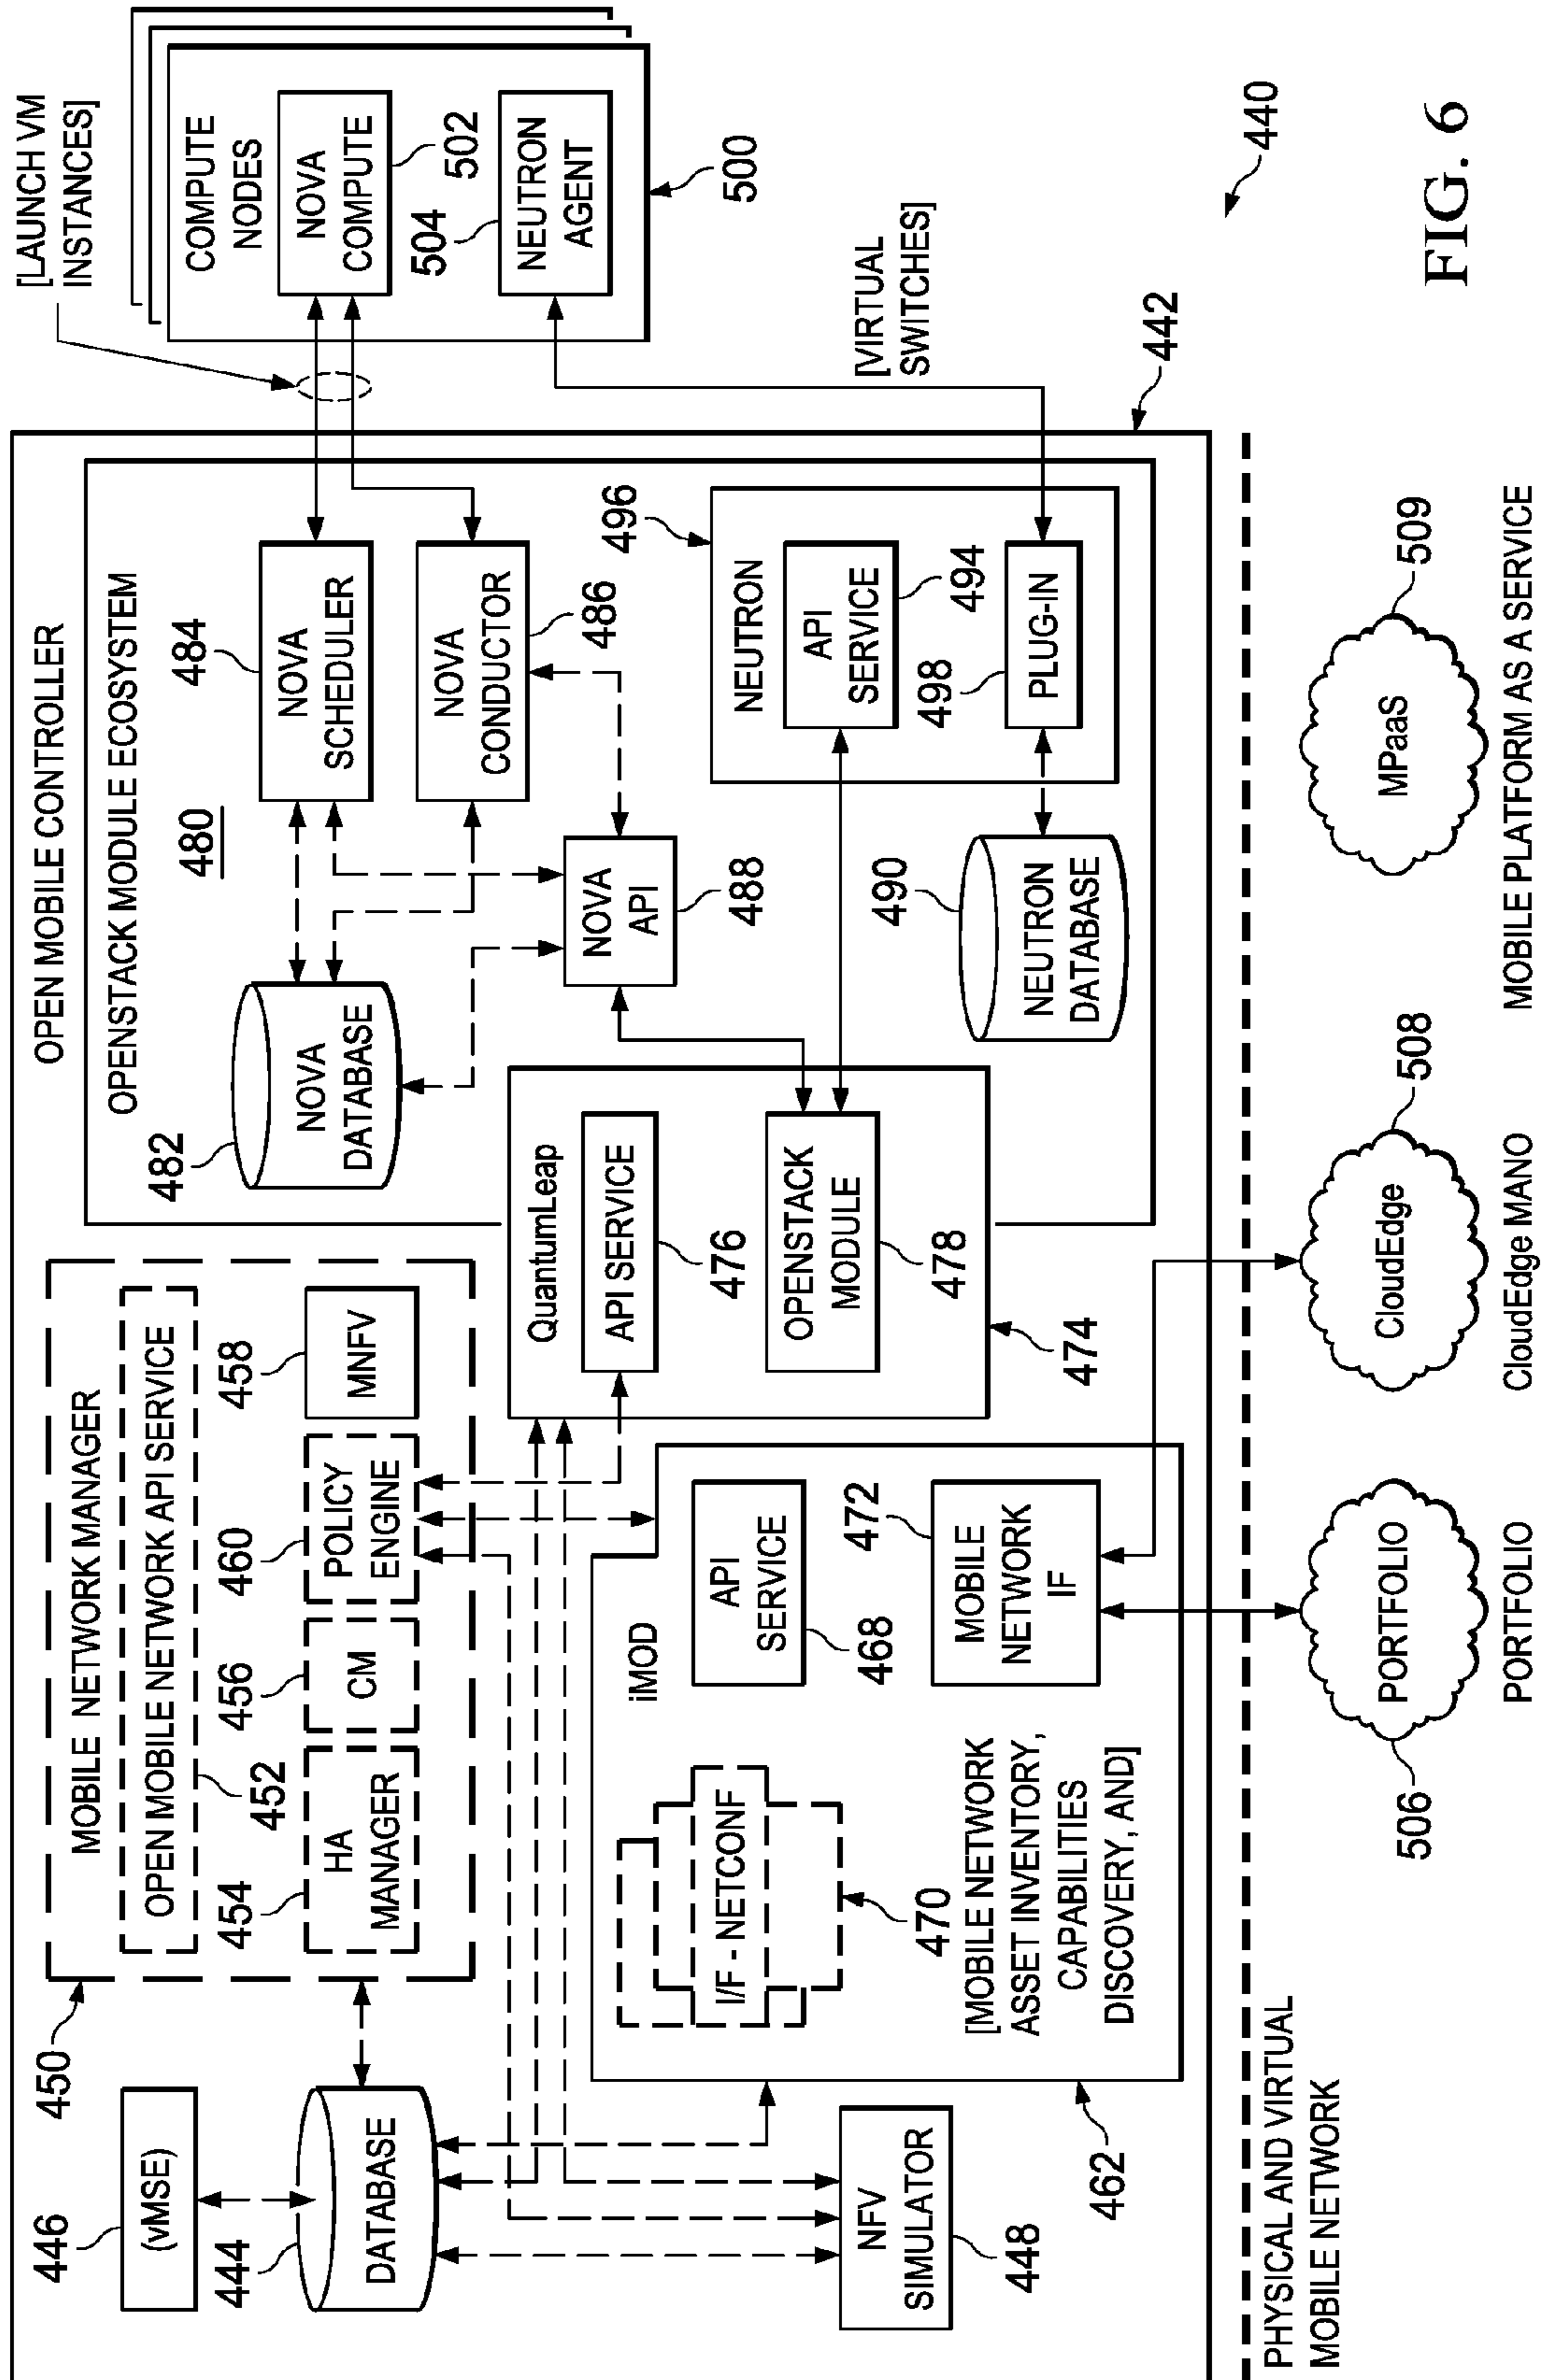 OPEN MOBILE CONTROLLER
446
(vMSE)
444
DATABASE
NFV
SIMULATOR
448
450
MOBILE NETWORK MANAGER
OPEN MOBILE NETWORK API SERVICE
452
454
HA
MANAGER
456
CM
460
POLICY
ENGINE
458
MNFV
iMOD
API
SERVICE
468
I/F - NETCONF
470
[MOBILE NETWORK
ASSET INVENTORY,
CAPABILITIES
DISCOVERY, AND]
472
MOBILE
NETWORK
IF
462
QuantumLeap
API SERVICE
476
OPENSTACK
MODULE
478
474
OPENSTACK MODULE ECOSYSTEM
480
482
NOVA
DATABASE
484
NOVA
SCHEDULER
NOVA
CONDUCTOR
486
NOVA
API
488
490
NEUTRON
DATABASE
496
NEUTRON
API
SERVICE
494
498
PLUG-IN
442
[LAUNCH VM
INSTANCES]
COMPUTE
NODES
NOVA
COMPUTE
502
504
NEUTRON
AGENT
500
[VIRTUAL
SWITCHES]
PHYSICAL AND VIRTUAL
MOBILE NETWORK
506
PORTFOLIO
PORTFOLIO
508
CloudEdge
CloudEdge MANO
509
MPaaS
MOBILE PLATFORM AS A SERVICE
440
FIG. 6